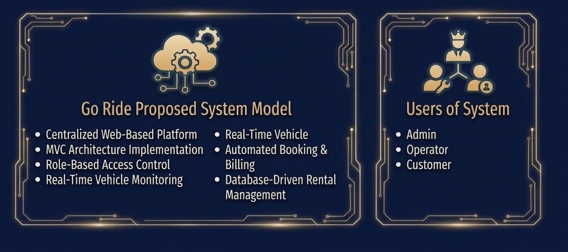 Go Ride Proposed System Model
• Centralized Web-Based Platform
• MVC Architecture Implementation
• Role-Based Access Control
• Real-Time Vehicle Monitoring
• Real-Time Vehicle
• Automated Booking &
Billing
• Database-Driven Rental
Management
Users of System
• Admin
• Operator
• Customer